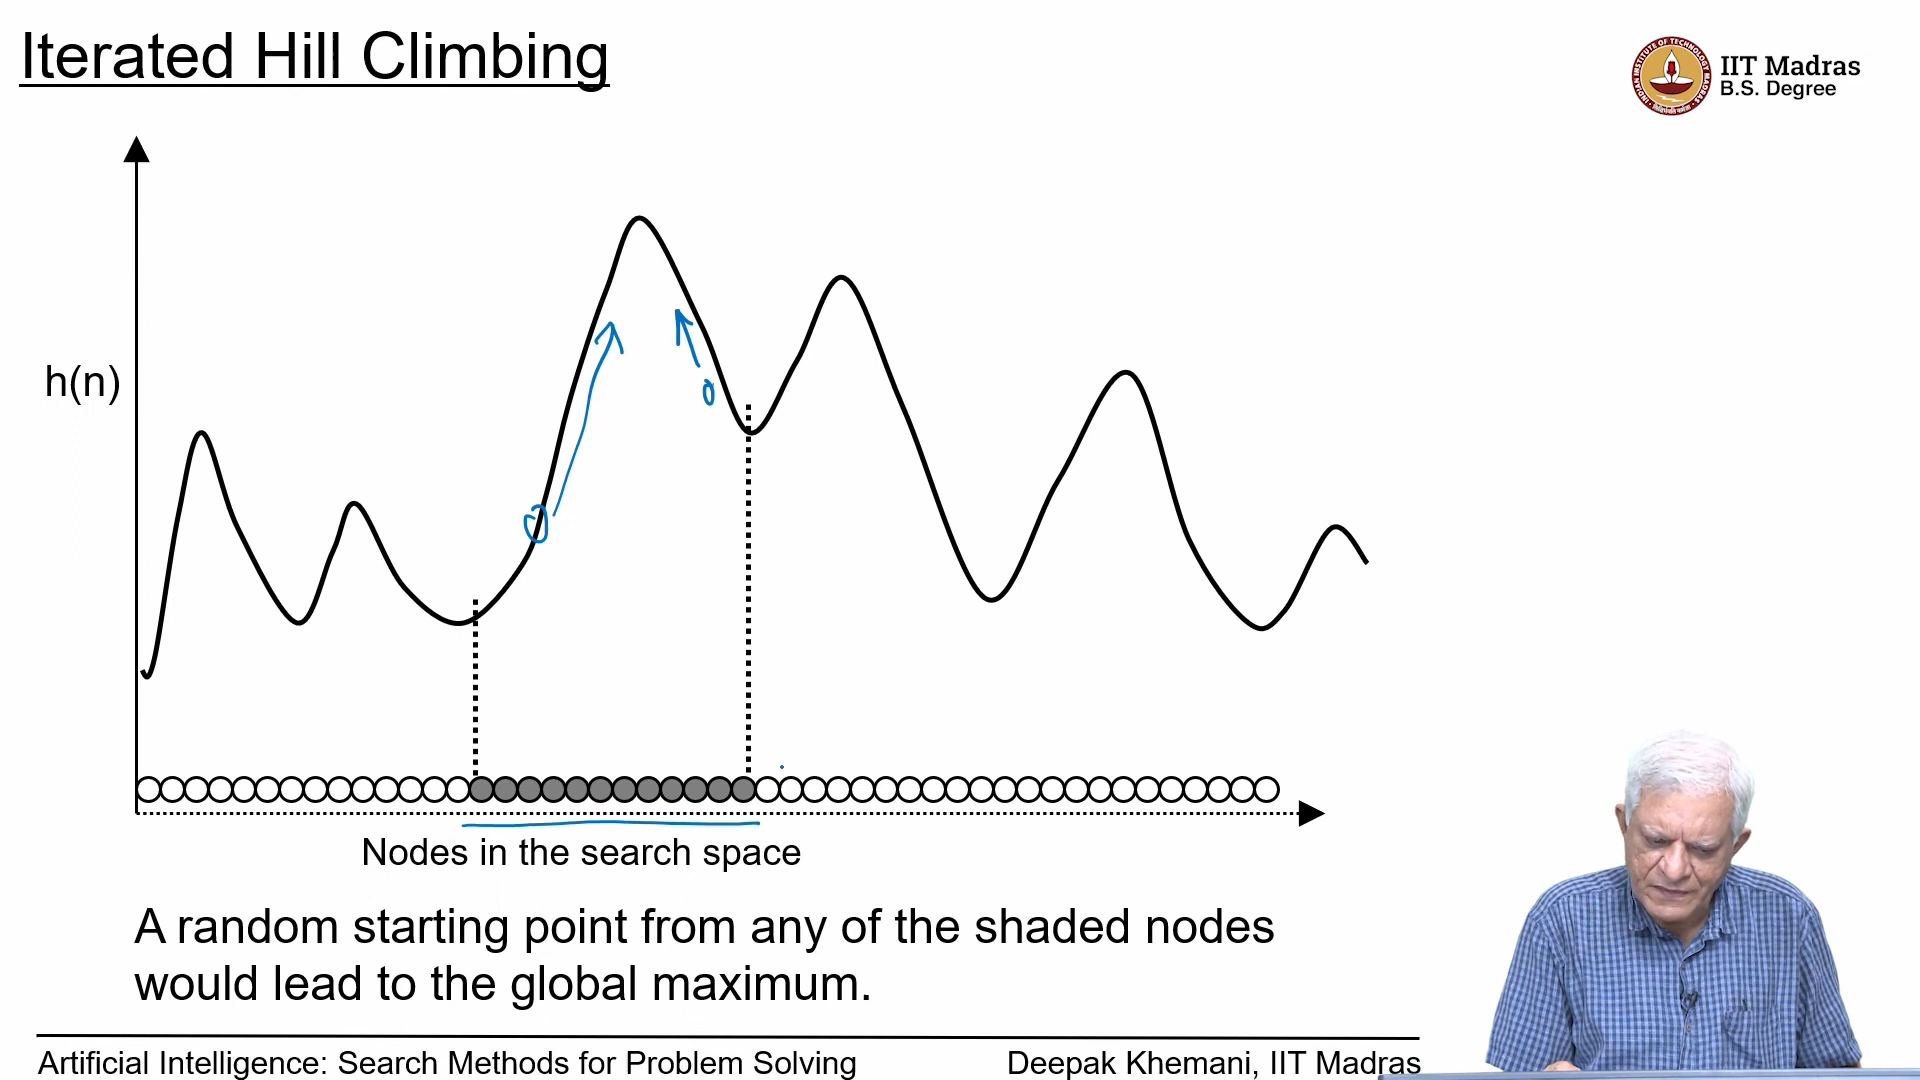 Iterated Hill Climbing
IIT Madras
B.S. Degree
h(n)
Nodes in the search space
A random starting point from any of the shaded nodes
would lead to the global maximum.
Artificial Intelligence: Search Methods for Problem Solving
Deepak Khemani, IIT Madras